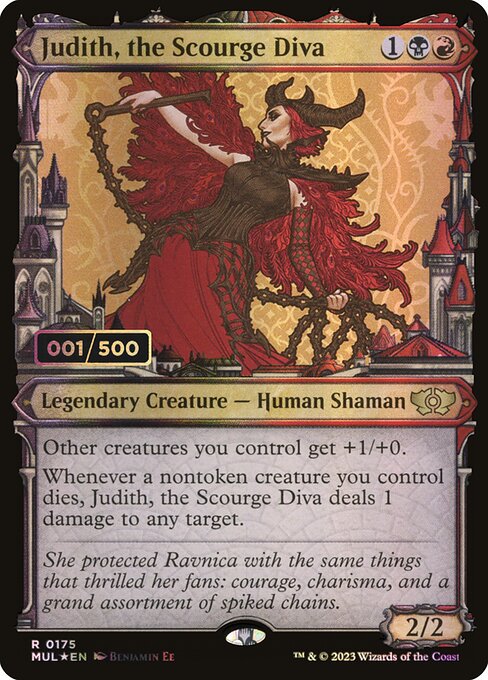 Judith, the Scourge Diva 1
001/500
Legendary Creature — Human Shaman
Other creatures you control get +1/+0.
Whenever a nontoken creature you control
dies, Judith, the Scourge Diva deals 1
damage to any target.
She protected Ravnica with the same things
that thrilled her fans: courage, charisma, and a
grand assortment of spiked chains.
2/2
R 0175
MUL★EN Benjamin Ee
™ & © 2023 Wizards of the Coast